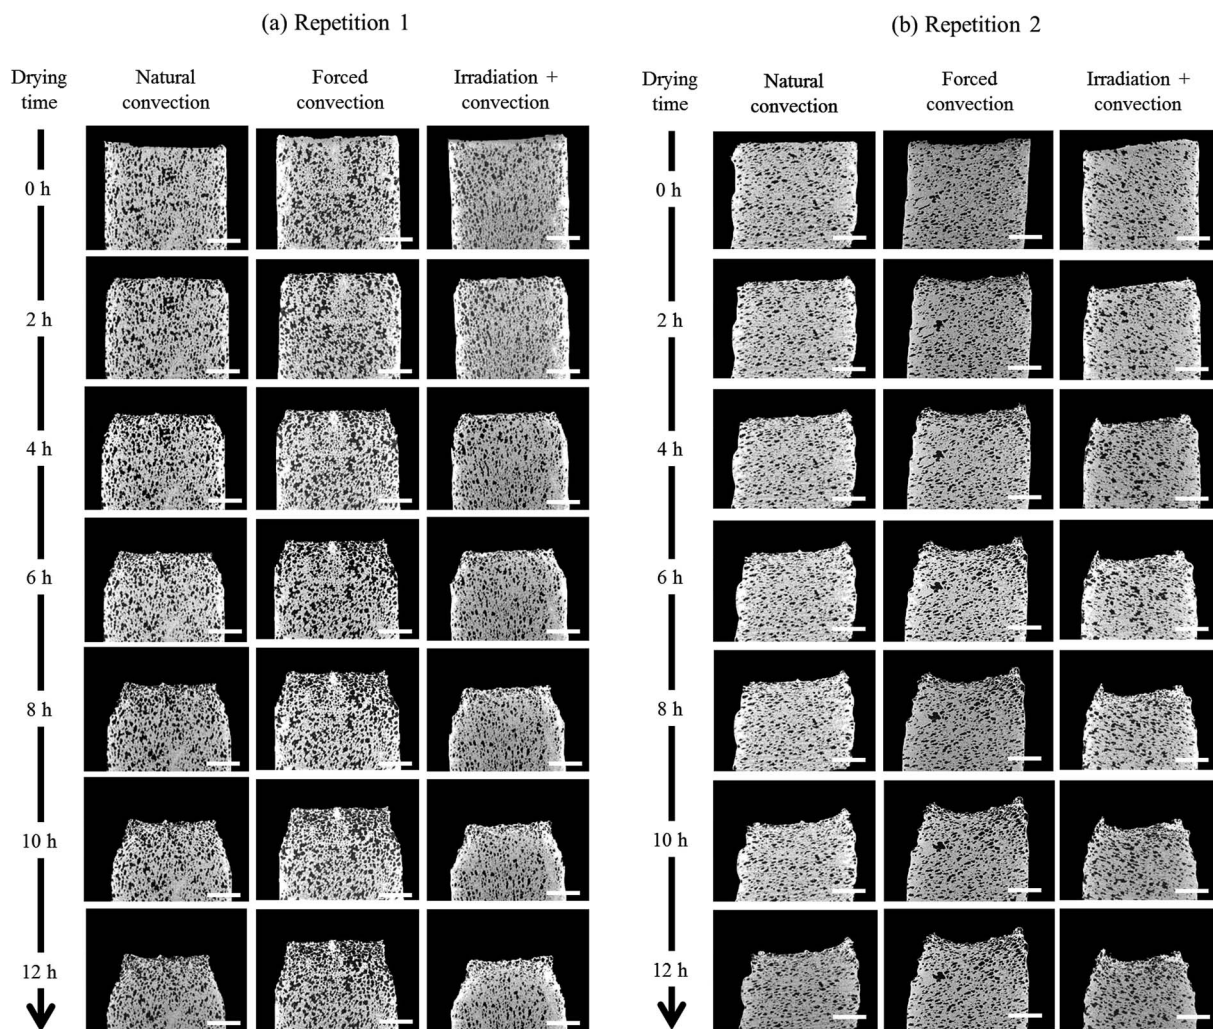 (a) Repetition 1
(b) Repetition 2
Drying time
Natural convection
Forced convection
Irradiation + convection
Drying time
Natural convection
Forced convection
Irradiation + convection
0 h
0 h
2 h
2 h
4 h
4 h
6 h
6 h
8 h
8 h
10 h
10 h
12 h
12 h